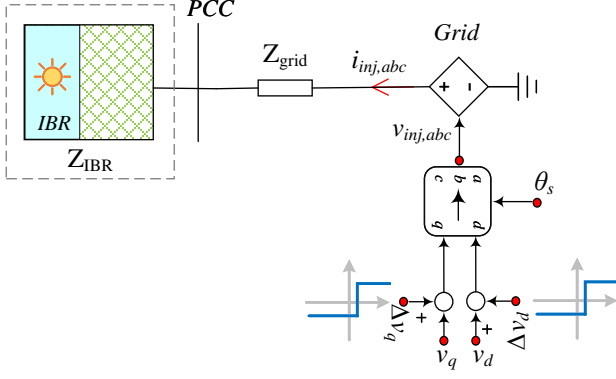 PCC
Grid
Z_grid
i_inj,abc
+ -
IBR
Z_IBR
v_inj,abc
a b c
θ_s
q d
Δv_q
+
+
Δv_d
v_q
v_d